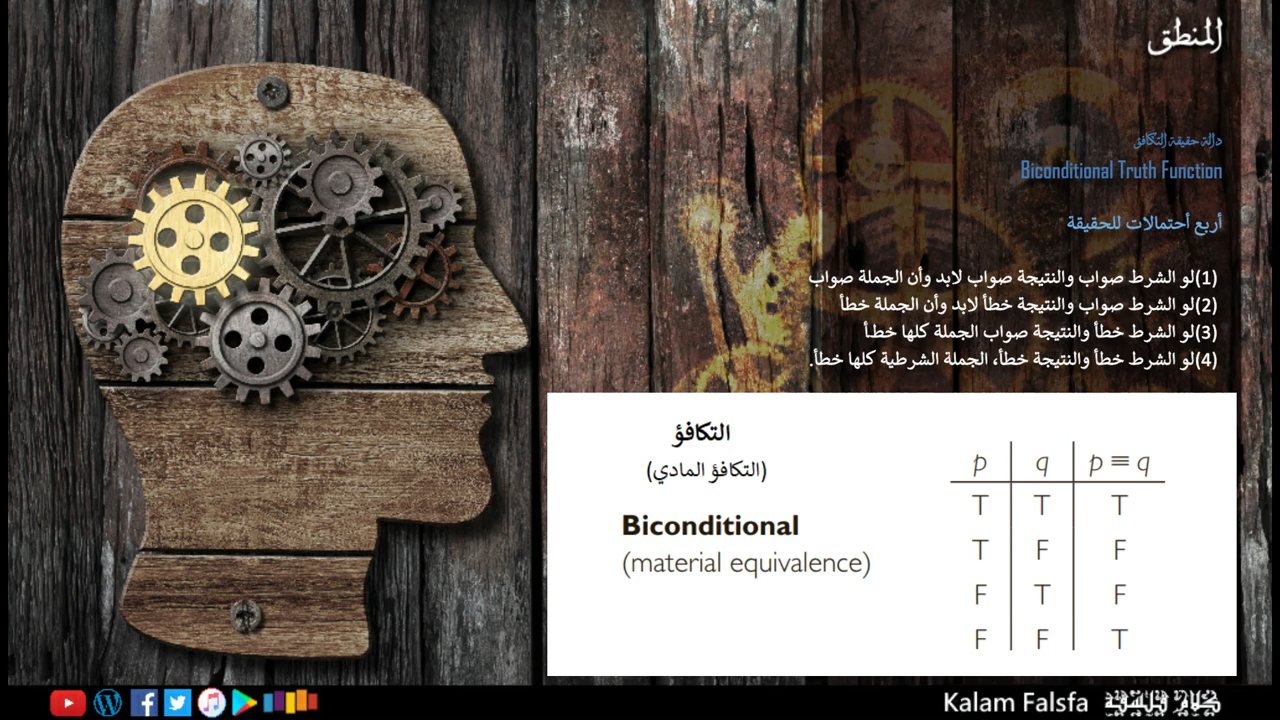 المنطق
دالة حقيقة التكافؤ
Biconditional Truth Function
أربع أحتمالات للحقيقة
(1)لو الشرط صواب والنتيجة صواب لابد وأن الجملة صواب
(2)لو الشرط صواب والنتيجة خطأ لابد وأن الجملة خطأ
(3)لو الشرط خطأ والنتيجة صواب الجملة كلها خطأ
(4)لو الشرط خطأ والنتيجة خطأ، الجملة الشرطية كلها خطأ.
التكافؤ
(التكافؤ المادي)
Biconditional
(material equivalence)
p q p ≡ q
T T T
T F F
F T F
F F T
Kalam Falsfa كلام فلسفة